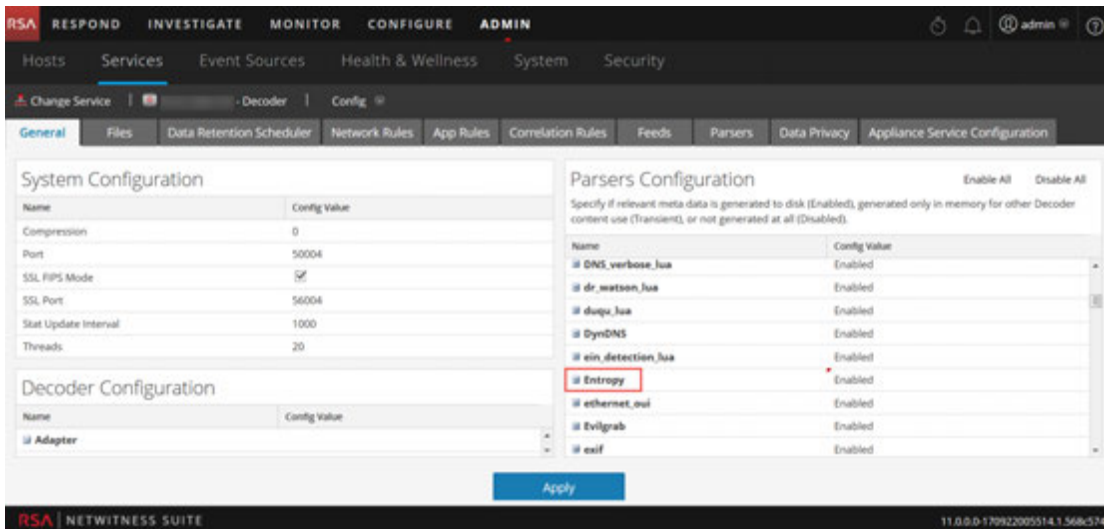 RSA RESPOND INVESTIGATE MONITOR CONFIGURE ADMIN admin
Hosts Services Event Sources Health & Wellness System Security
Change Service - Decoder Config
General Files Data Retention Scheduler Network Rules App Rules Correlation Rules Feeds Parsers Data Privacy Appliance Service Configuration
System Configuration
Name Config Value
Compression 0
Port 50004
SSL FIPS Mode
SSL Port 56004
Stat Update Interval 1000
Threads 20
Decoder Configuration
Name Config Value
Adapter
Parsers Configuration Enable All Disable All
Specify if relevant meta data is generated to disk (Enabled), generated only in memory for other Decoder
content use (Transient), or not generated at all (Disabled).
Name Config Value
DNS_verbose_lua Enabled
dr_watson_lua Enabled
duqu_lua Enabled
DynDNS Enabled
ein_detection_lua Enabled
Entropy Enabled
ethernet_oui Enabled
Evilgrab Enabled
exif Enabled
Apply
RSA NETWITNESS SUITE